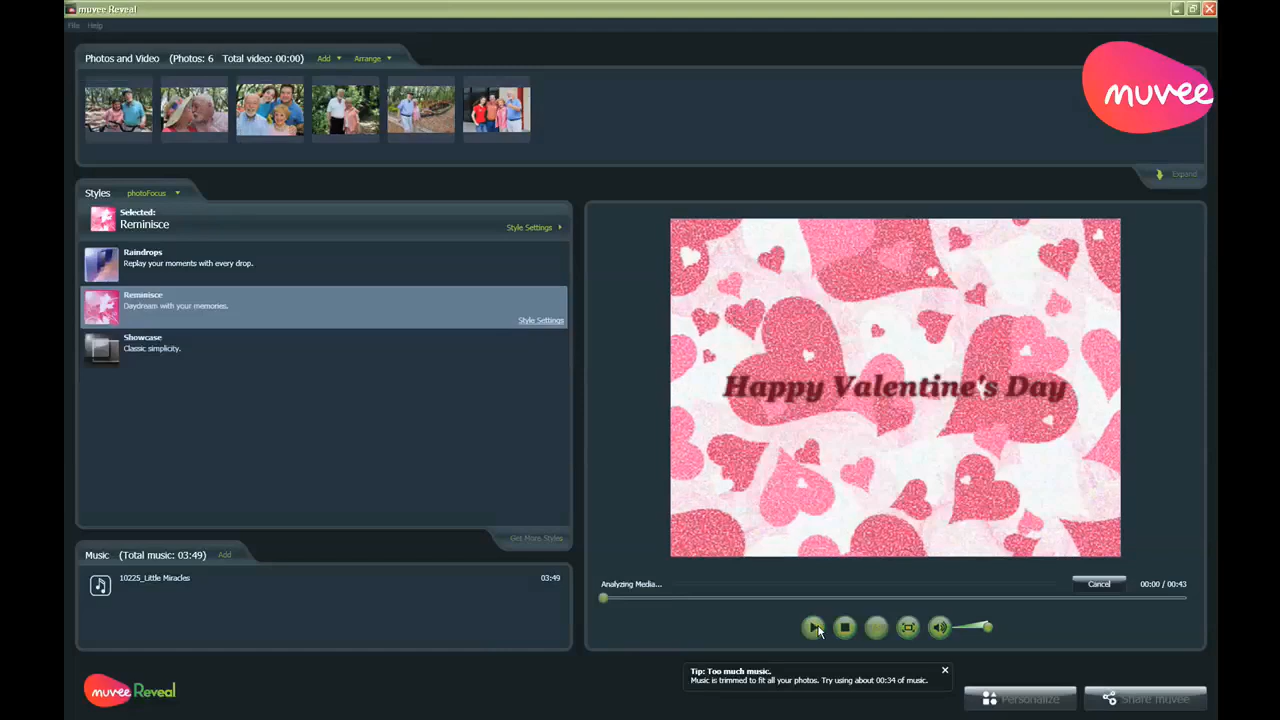 muvee Reveal
File Help
Photos and Video (Photos: 6 Total video: 00:00) Add Arrange
muvee
Expand
Styles photoFocus
Selected:
Reminisce
Style Settings
Raindrops
Replay your moments with every drop.
Reminisce
Daydream with your memories.
Style Settings
Showcase
Classic simplicity.
Get More Styles
Happy Valentine's Day
Music (Total music: 03:49) Add
10225_Little Miracles 03:49
Analyzing Media... Cancel 00:00 / 00:43
Tip: Too much music.
Music is trimmed to fit all your photos. Try using about 00:34 of music.
muvee Reveal
Personalize
Share muvee